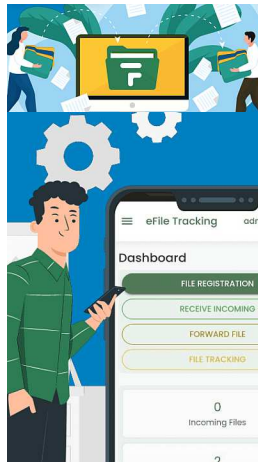 eFile Tracking
Dashboard
FILE REGISTRATION
RECEIVE INCOMING
FORWARD FILE
FILE TRACKING
0
Incoming Files